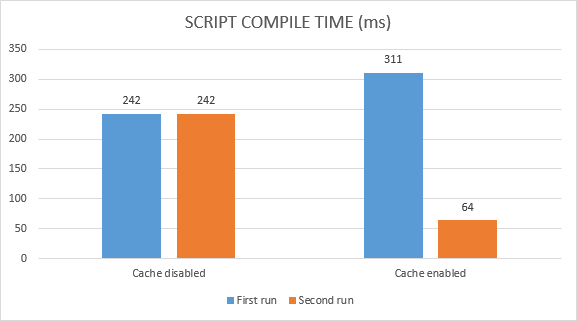 SCRIPT COMPILE TIME (ms)
350
300
250
200
150
100
50
0
242
242
311
64
Cache disabled
Cache enabled
First run
Second run